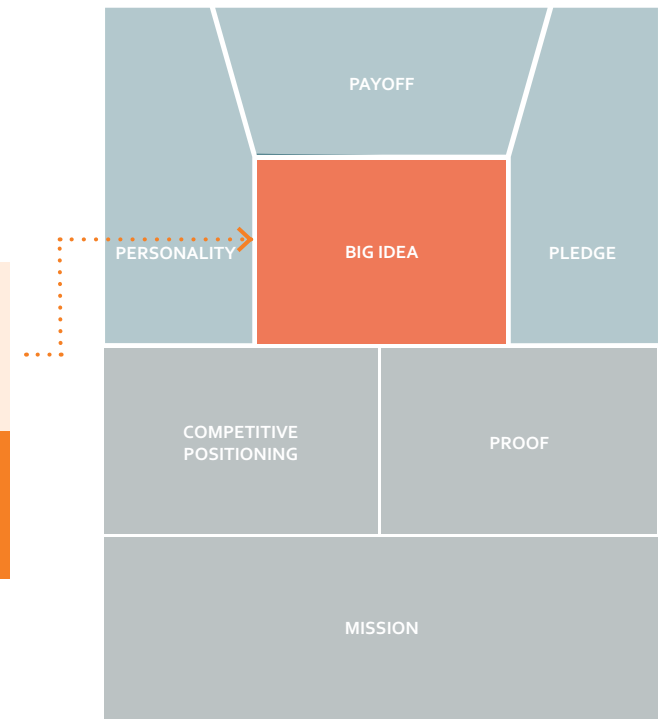 PAYOFF
PERSONALITY
BIG IDEA
PLEDGE
COMPETITIVE
POSITIONING
PROOF
MISSION